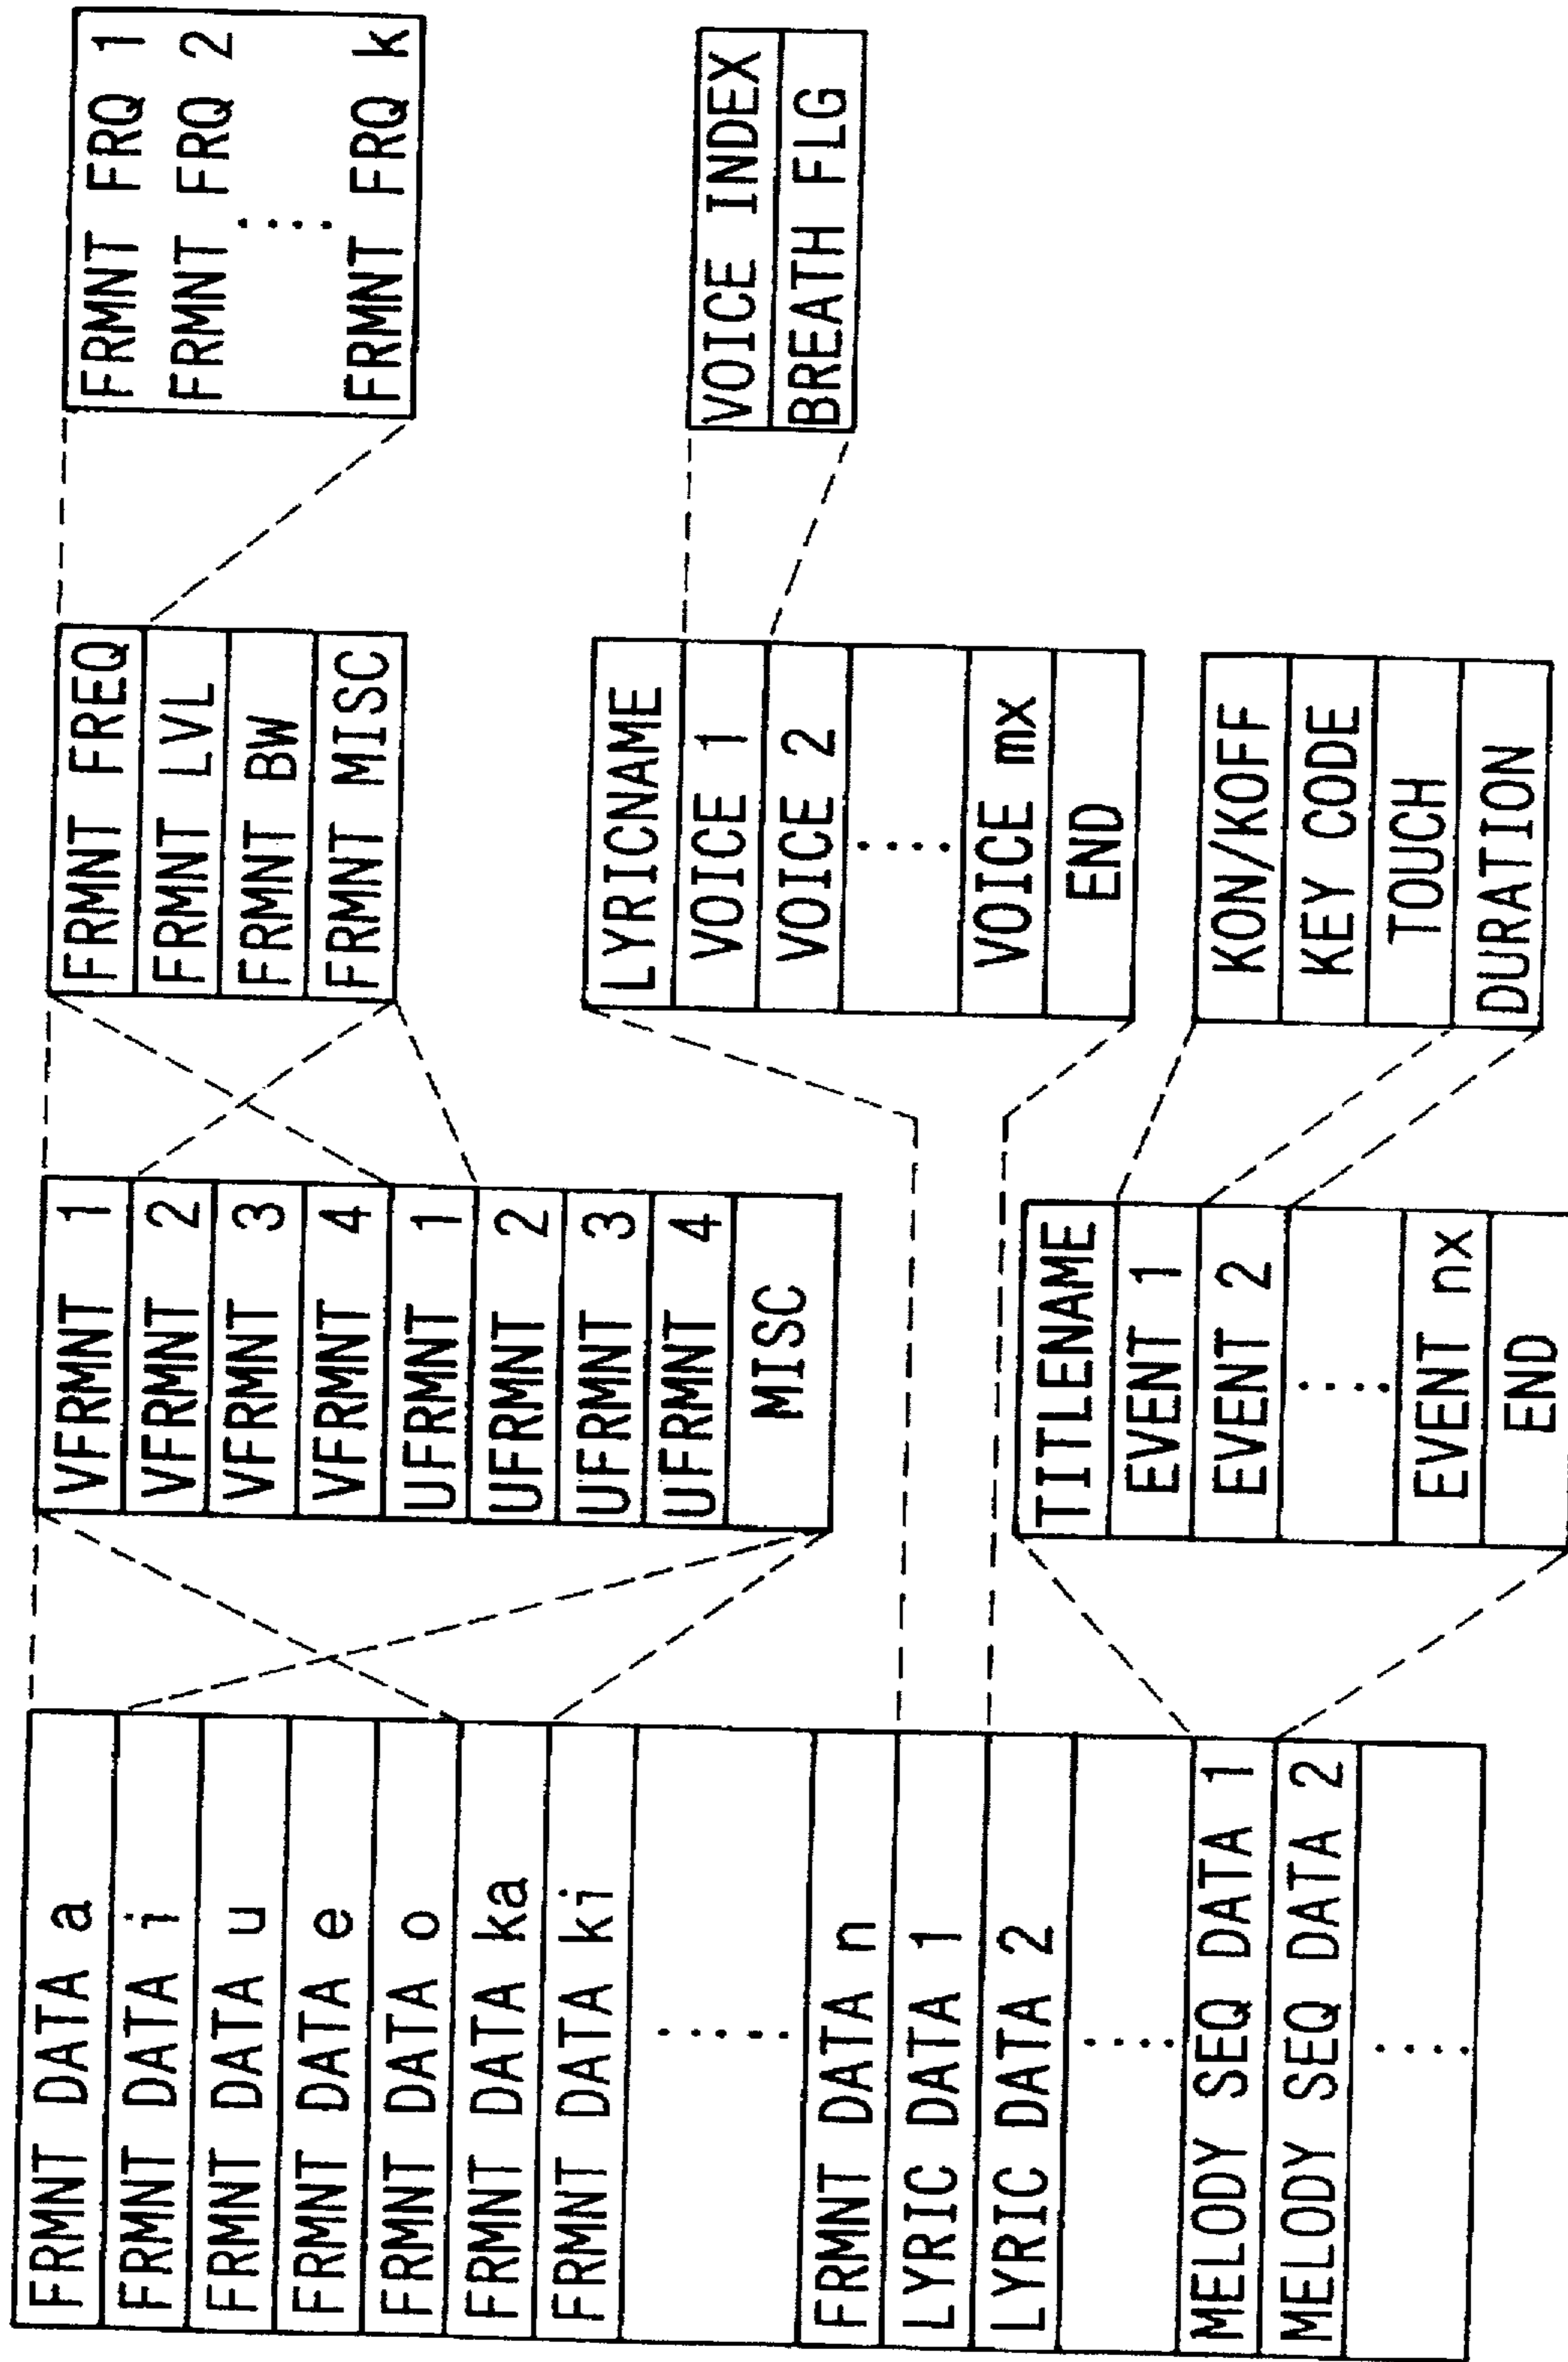 FRMNT DATA a
FRMNT DATA i
FRMNT DATA u
FRMNT DATA e
FRMNT DATA o
FRMNT DATA ka
FRMNT DATA ki
.....
FRMNT DATA n
LYRIC DATA 1
LYRIC DATA 2
....
MELODY SEQ DATA 1
MELODY SEQ DATA 2
....
VFRMNT 1
VFRMNT 2
VFRMNT 3
VFRMNT 4
UFRMNT 1
UFRMNT 2
UFRMNT 3
UFRMNT 4
MISC
TITLENAME
EVENT 1
EVENT 2
....
EVENT nx
END
FRMNT FREQ
FRMNT LVL
FRMNT BW
FRMNT MISC
LYRICNAME
VOICE 1
VOICE 2
....
VOICE mx
END
KON/KOFF
KEY CODE
TOUCH
DURATION
FRMNT FRQ 1
FRMNT FRQ 2
....
FRMNT FRQ k
VOICE INDEX
BREATH FLG